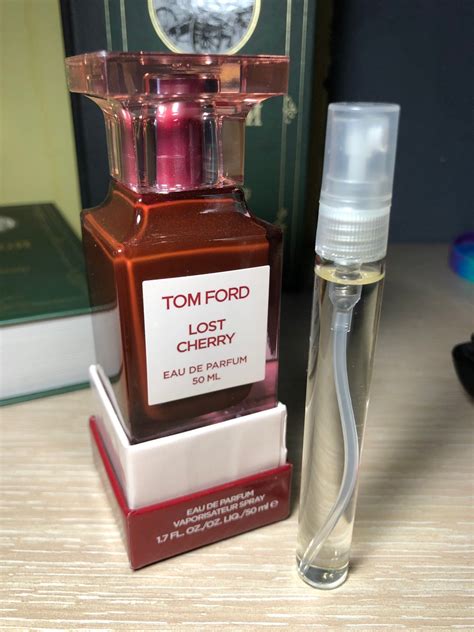 TOM FORD
LOST
CHERRY
EAU DE PARFUM
50 ML
EAU DE PARFUM
VAPORISATEUR SPRAY
1.7 FL. OZ./OZ. LIQ./50 ml e